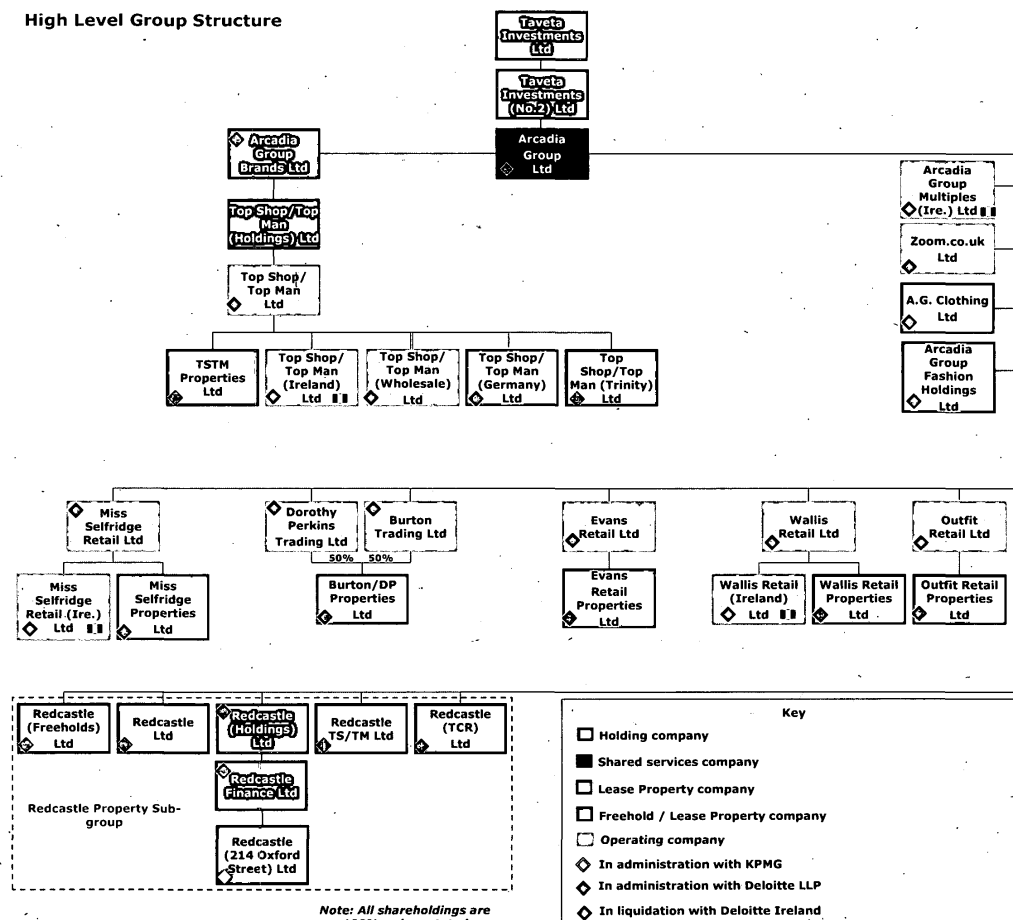 High Level Group Structure
Taveta
Investments
Ltd
Taveta
Investments
(No.2) Ltd
Arcadia
Group
Ltd
Arcadia
Group
Brands Ltd
Top Shop/Top
Man
(Holdings) Ltd
Top Shop/
Top Man
Ltd
Arcadia
Group
Multiples
(Ire.) Ltd
Zoom.co.uk
Ltd
A.G. Clothing
Ltd
Arcadia
Group
Fashion
Holdings
Ltd
TSTM
Properties
Ltd
Top Shop/
Top Man
(Ireland)
Ltd
Top Shop/
Top Man
(Wholesale)
Ltd
Top Shop/
Top Man
(Germany)
Ltd
Top
Shop/Top
Man (Trinity)
Ltd
Miss
Selfridge
Retail Ltd
Dorothy
Perkins
Trading Ltd
Burton
Trading Ltd
Evans
Retail Ltd
Wallis
Retail Ltd
Outfit
Retail Ltd
50% 50%
Miss
Selfridge
Retail (Ire.)
Ltd
Miss
Selfridge
Properties
Ltd
Burton/DP
Properties
Ltd
Evans
Retail
Properties
Ltd
Wallis Retail
(Ireland)
Ltd
Wallis Retail
Properties
Ltd
Outfit Retail
Properties
Ltd
Redcastle
(Freeholds)
Ltd
Redcastle
Ltd
Redcastle
(Holdings)
Ltd
Redcastle
TS/TM Ltd
Redcastle
(TCR)
Ltd
Redcastle
Finance Ltd
Redcastle
(214 Oxford
Street) Ltd
Redcastle Property Sub-
group
Key
Holding company
Shared services company
Lease Property company
Freehold / Lease Property company
Operating company
In administration with KPMG
In administration with Deloitte LLP
In liquidation with Deloitte Ireland
Note: All shareholdings are